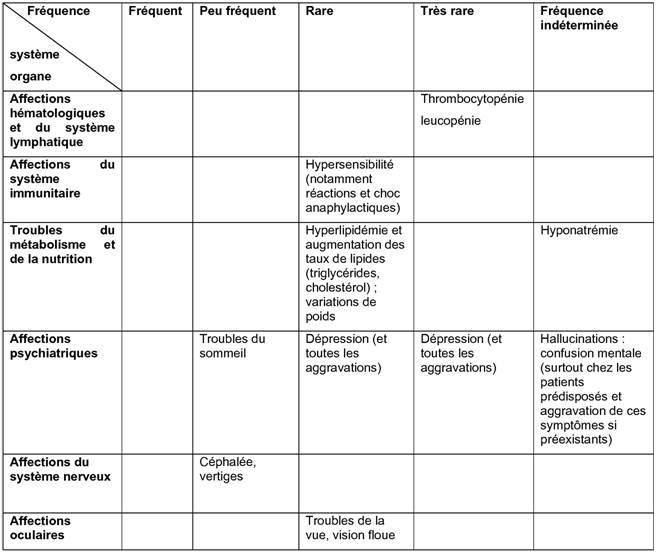 Fréquence
système
organe
Fréquent
Peu fréquent
Rare
Très rare
Fréquence
indéterminée
Affections
hématologiques
et du système
lymphatique
Thrombocytopénie
leucopénie
Affections du
système
immunitaire
Hypersensibilité
(notamment
réactions et choc
anaphylactiques)
Troubles du
métabolisme et
de la nutrition
Hyperlipidémie et
augmentation des
taux de lipides
(triglycérides,
cholestérol) ;
variations de
poids
Hyponatrémie
Affections
psychiatriques
Troubles du
sommeil
Dépression (et
toutes les
aggravations)
Dépression (et
toutes les
aggravations)
Hallucinations :
confusion mentale
(surtout chez les
patients
prédisposés et
aggravation de ces
symptômes si
préexistants)
Affections du
système nerveux
Céphalée,
vertiges
Affections
oculaires
Troubles de la
vue, vision floue